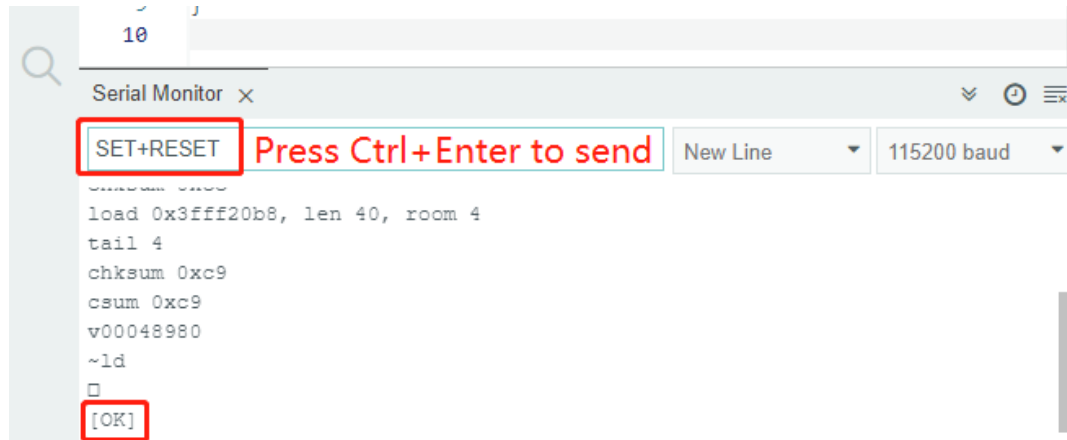 10
Serial Monitor
SET+RESET Press Ctrl+Enter to send New Line 115200 baud
load 0x3fff20b8, len 40, room 4
tail 4
chksum 0xc9
csum 0xc9
v00048980
~ld
[OK]